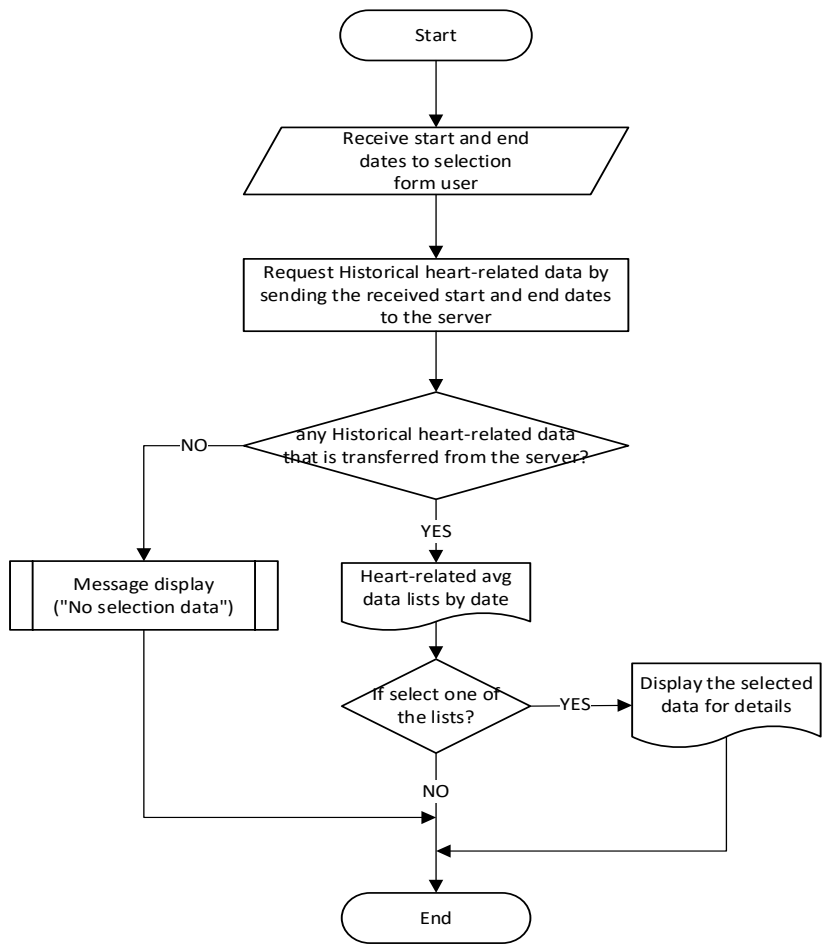 Start
Receive start and end
dates to selection
form user
Request Historical heart-related data by
sending the received start and end dates
to the server
any Historical heart-related data
that is transferred from the server?
NO
YES
Message display
("No selection data")
Heart-related avg
data lists by date
If select one of
the lists?
YES
Display the selected
data for details
NO
End